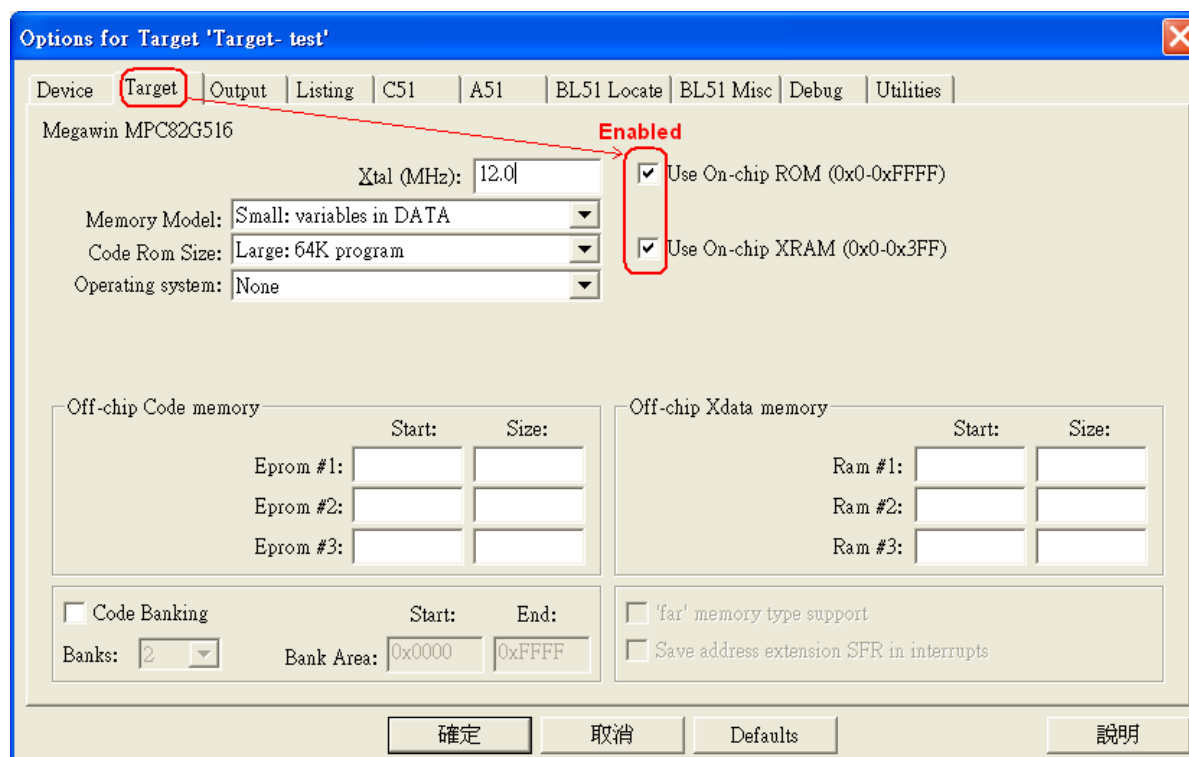 Options for Target 'Target- test'
Device Target Output Listing C51 A51 BL51 Locate BL51 Misc Debug Utilities
Megawin MPC82G516
Enabled
Xtal (MHz): 12.0 Use On-chip ROM (0x0-0xFFFF)
Memory Model: Small: variables in DATA
Code Rom Size: Large: 64K program Use On-chip XRAM (0x0-0x3FF)
Operating system: None
Off-chip Code memory Off-chip Xdata memory
Start: Size: Start: Size:
Eprom #1: Ram #1:
Eprom #2: Ram #2:
Eprom #3: Ram #3:
Code Banking Start: End: 'far' memory type support
Banks: 2 Bank Area: 0x0000 0xFFFF Save address extension SFR in interrupts
確定 取消 Defaults 說明